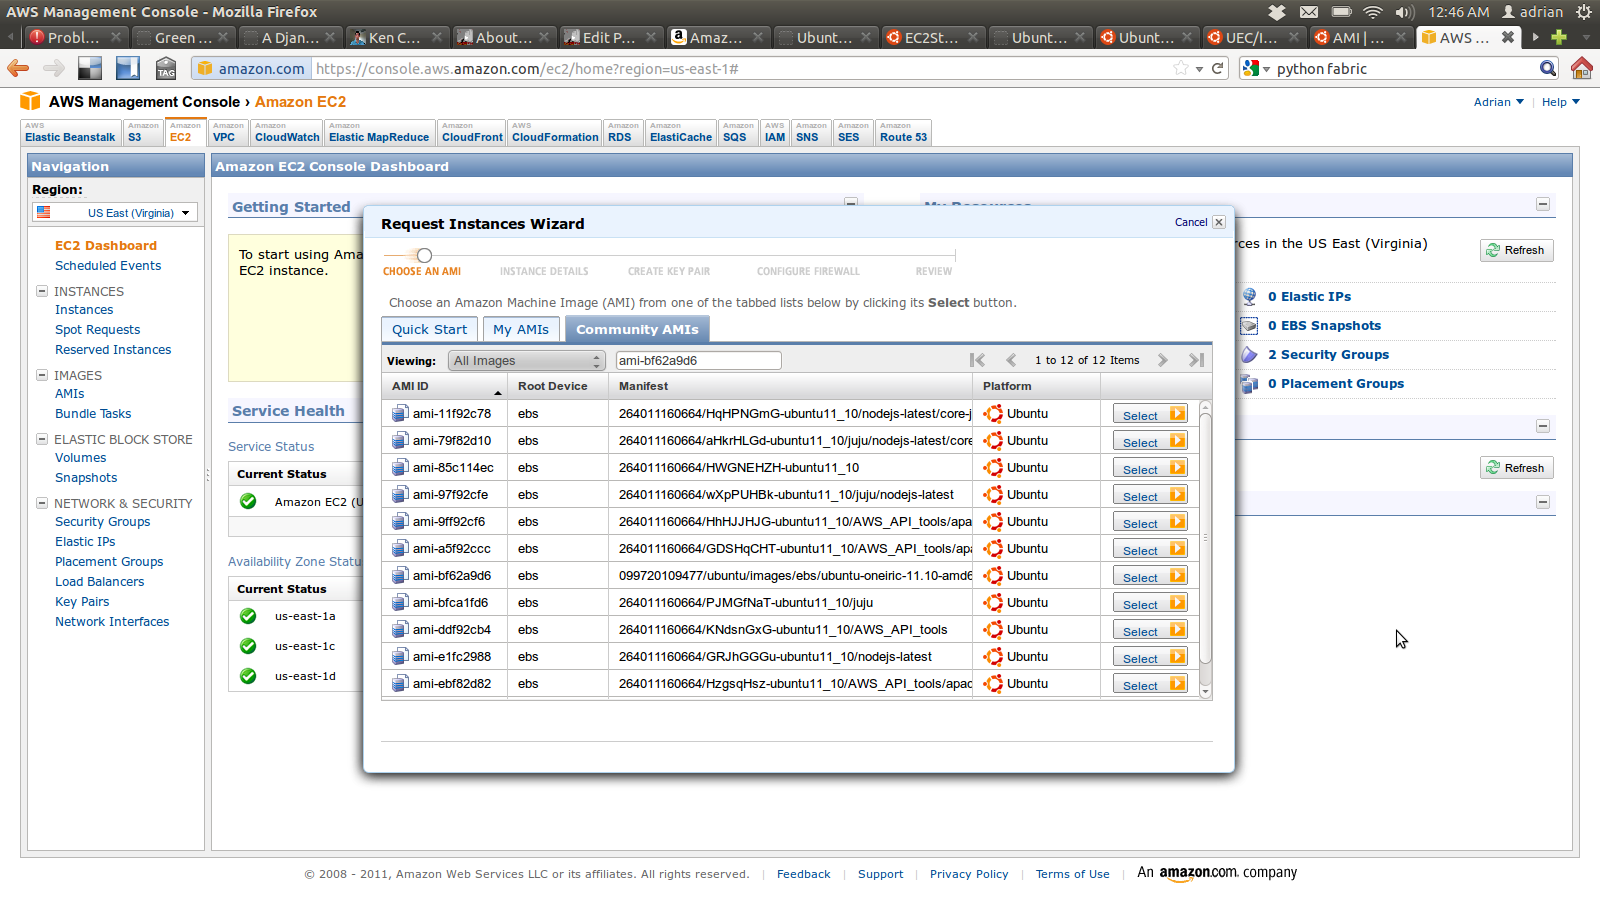 AWS Management Console - Mozilla Firefox
12:46 AM adrian
Probl... Green ... A Djan... Ken C... About... Edit P... Amaz... Ubunt... EC2St... Ubunt... Ubunt... UEC/I... AMI | ... AWS ...
TAG amazon.com https://console.aws.amazon.com/ec2/home?region=us-east-1# python fabric
AWS Management Console › Amazon EC2 Adrian Help
AWS Elastic Beanstalk
Amazon S3
Amazon EC2
Amazon VPC
Amazon CloudWatch
Amazon Elastic MapReduce
Amazon CloudFront
AWS CloudFormation
Amazon RDS
Amazon ElastiCache
Amazon SQS
AWS IAM
Amazon SNS
Amazon SES
Amazon Route 53
Navigation
Region:
US East (Virginia)
EC2 Dashboard
Scheduled Events
INSTANCES
Instances
Spot Requests
Reserved Instances
IMAGES
AMIs
Bundle Tasks
ELASTIC BLOCK STORE
Volumes
Snapshots
NETWORK & SECURITY
Security Groups
Elastic IPs
Placement Groups
Load Balancers
Key Pairs
Network Interfaces
Amazon EC2 Console Dashboard
Getting Started
To start using Ama
EC2 instance.
Service Health
Service Status
Current Status
Amazon EC2 (U
Availability Zone Statu
Current Status
us-east-1a
us-east-1c
us-east-1d
Request Instances Wizard Cancel
CHOOSE AN AMI INSTANCE DETAILS CREATE KEY PAIR CONFIGURE FIREWALL REVIEW
Choose an Amazon Machine Image (AMI) from one of the tabbed lists below by clicking its Select button.
Quick Start My AMIs Community AMIs
Viewing: All Images ami-bf62a9d6 1 to 12 of 12 Items
AMI ID Root Device Manifest Platform
ami-11f92c78 ebs 264011160664/HqHPNGmG-ubuntu11_10/nodejs-latest/core-j Ubuntu Select
ami-79f82d10 ebs 264011160664/aHkrHLGd-ubuntu11_10/juju/nodejs-latest/core Ubuntu Select
ami-85c114ec ebs 264011160664/HWGNEHZH-ubuntu11_10 Ubuntu Select
ami-97f92cfe ebs 264011160664/wXpPUHBk-ubuntu11_10/juju/nodejs-latest Ubuntu Select
ami-9ff92cf6 ebs 264011160664/HhHJJHJG-ubuntu11_10/AWS_API_tools/apa Ubuntu Select
ami-a5f92ccc ebs 264011160664/GDSHqCHT-ubuntu11_10/AWS_API_tools/apa Ubuntu Select
ami-bf62a9d6 ebs 099720109477/ubuntu/images/ebs/ubuntu-oneiric-11.10-amd6 Ubuntu Select
ami-bfca1fd6 ebs 264011160664/PJMGfNaT-ubuntu11_10/juju Ubuntu Select
ami-ddf92cb4 ebs 264011160664/KNdsnGxG-ubuntu11_10/AWS_API_tools Ubuntu Select
ami-e1fc2988 ebs 264011160664/GRJhGGGu-ubuntu11_10/nodejs-latest Ubuntu Select
ami-ebf82d82 ebs 264011160664/HzgsqHsz-ubuntu11_10/AWS_API_tools/apac Ubuntu Select
My Resources
rces in the US East (Virginia) Refresh
0 Elastic IPs
0 EBS Snapshots
2 Security Groups
0 Placement Groups
Refresh
© 2008 - 2011, Amazon Web Services LLC or its affiliates. All rights reserved. | Feedback | Support | Privacy Policy | Terms of Use | An amazon.com. company